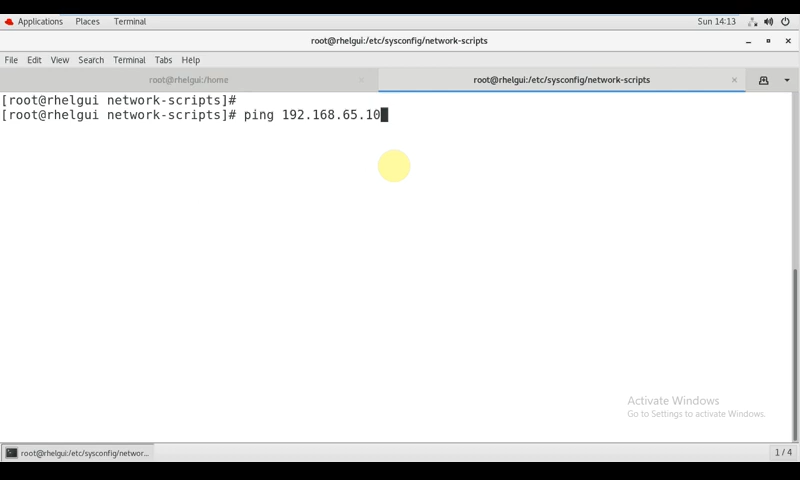 Applications Places Terminal Sun 14:13
root@rhelgui:/etc/sysconfig/network-scripts
File Edit View Search Terminal Tabs Help
root@rhelgui:/home root@rhelgui:/etc/sysconfig/network-scripts
[root@rhelgui network-scripts]#
[root@rhelgui network-scripts]# ping 192.168.65.10
Activate Windows
Go to Settings to activate Windows.
root@rhelgui:/etc/sysconfig/networ... 1 / 4